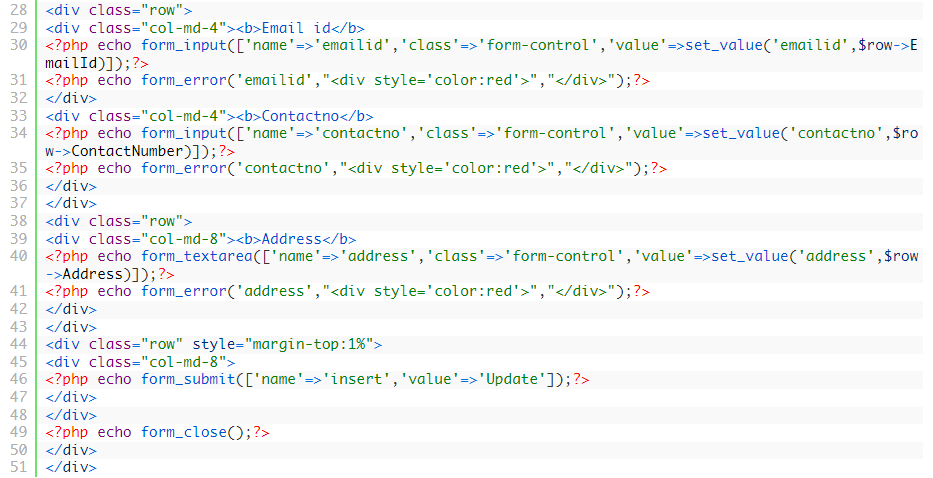 28 <div class="row">
29 <div class="col-md-4"><b>Email id</b>
30 <?php echo form_input(['name'=>'emailid','class'=>'form-control','value'=>set_value('emailid',$row->E
mailId)]);?>
31 <?php echo form_error('emailid',"<div style='color:red'>","</div>");?>
32 </div>
33 <div class="col-md-4"><b>Contactno</b>
34 <?php echo form_input(['name'=>'contactno','class'=>'form-control','value'=>set_value('contactno',$ro
w->ContactNumber)]);?>
35 <?php echo form_error('contactno',"<div style='color:red'>","</div>");?>
36 </div>
37 </div>
38 <div class="row">
39 <div class="col-md-8"><b>Address</b>
40 <?php echo form_textarea(['name'=>'address','class'=>'form-control','value'=>set_value('address',$row
->Address)]);?>
41 <?php echo form_error('address',"<div style='color:red'>","</div>");?>
42 </div>
43 </div>
44 <div class="row" style="margin-top:1%">
45 <div class="col-md-8">
46 <?php echo form_submit(['name'=>'insert','value'=>'Update']);?>
47 </div>
48 </div>
49 <?php echo form_close();?>
50 </div>
51 </div>